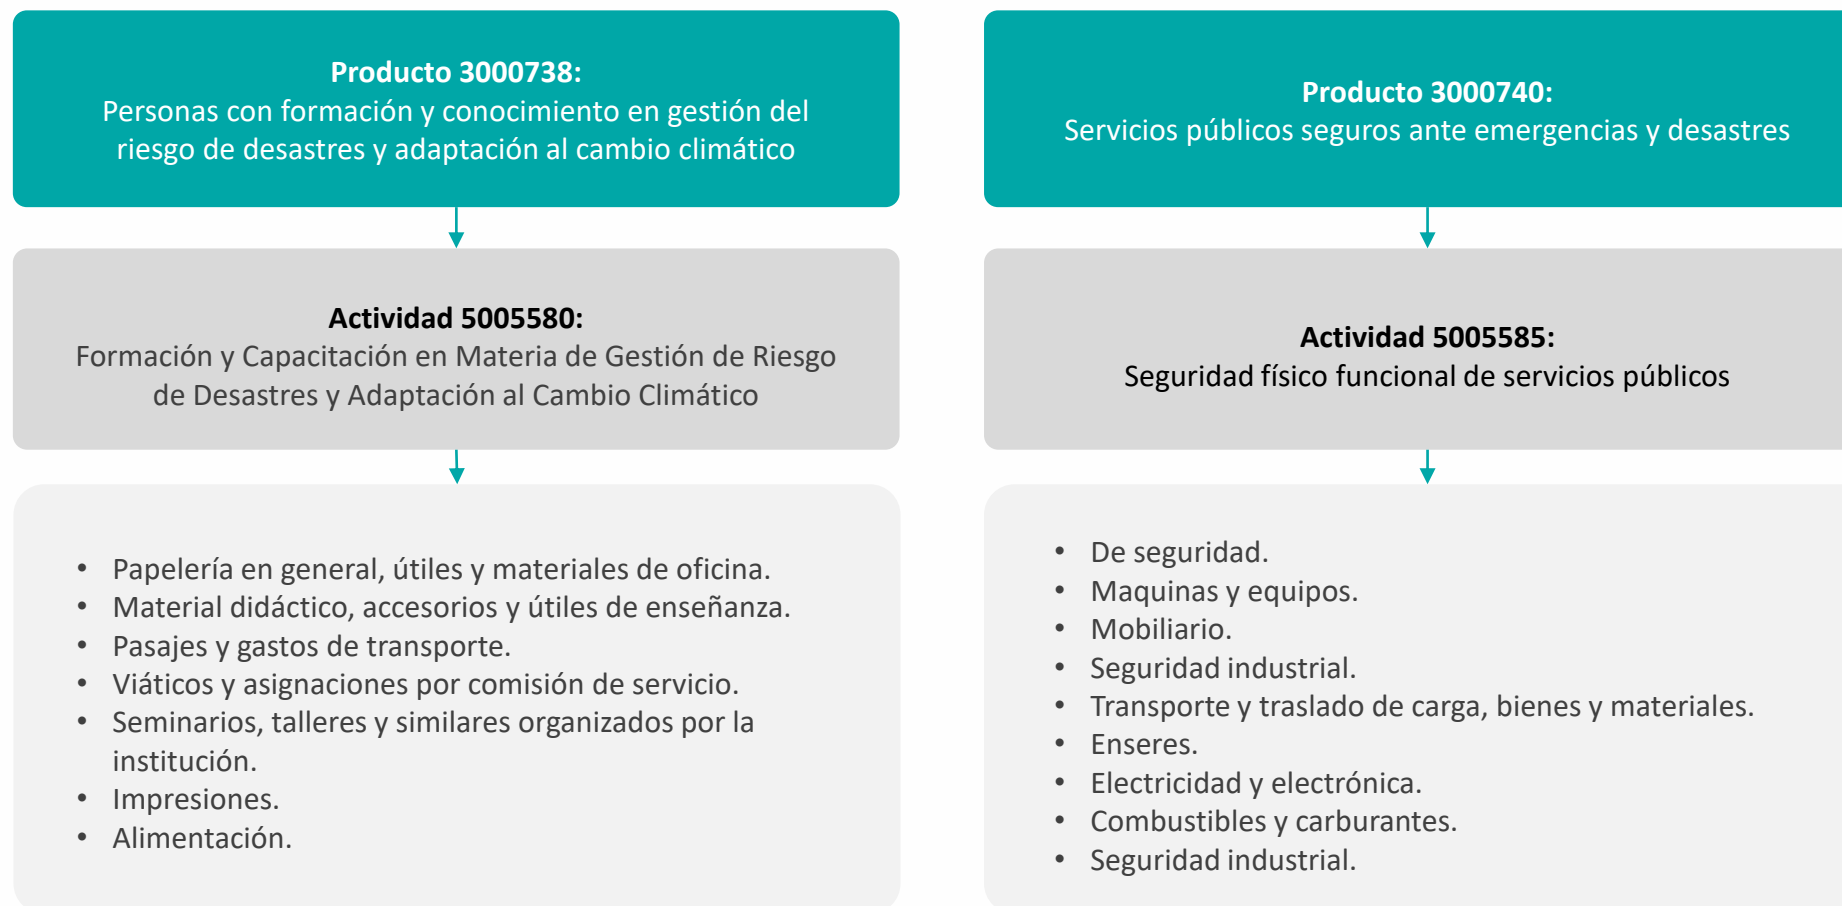 Producto 3000738:
Personas con formación y conocimiento en gestión del
riesgo de desastres y adaptación al cambio climático
Actividad 5005580:
Formación y Capacitación en Materia de Gestión de Riesgo
de Desastres y Adaptación al Cambio Climático
• Papelería en general, útiles y materiales de oficina.
• Material didáctico, accesorios y útiles de enseñanza.
• Pasajes y gastos de transporte.
• Viáticos y asignaciones por comisión de servicio.
• Seminarios, talleres y similares organizados por la
institución.
• Impresiones.
• Alimentación.
Producto 3000740:
Servicios públicos seguros ante emergencias y desastres
Actividad 5005585:
Seguridad físico funcional de servicios públicos
• De seguridad.
• Maquinas y equipos.
• Mobiliario.
• Seguridad industrial.
• Transporte y traslado de carga, bienes y materiales.
• Enseres.
• Electricidad y electrónica.
• Combustibles y carburantes.
• Seguridad industrial.